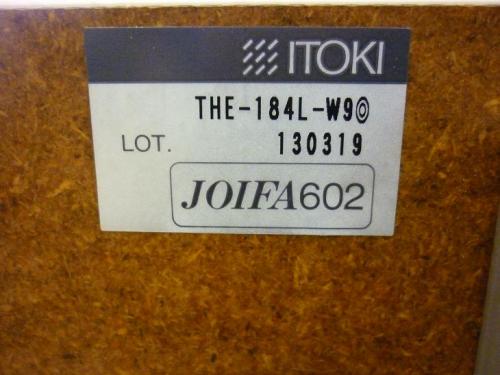 ITOKI
THE-184L-W9◎
LOT. 130319
JOIFA602